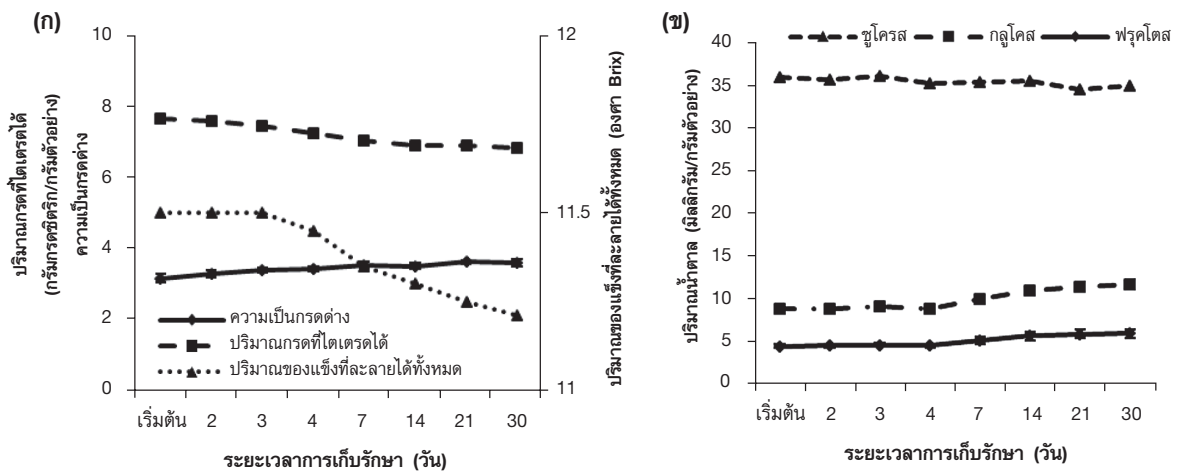 (ก)
10
8
6
4
2
0
ปริมาณกรดที่ไตเตรตได้
(กรัมกรดซิตริก/กรัมตัวอย่าง)
ความเป็นกรดด่าง
12
11.5
11
ปริมาณของแข็งที่ละลายได้ทั้งหมด (องศา Brix)
ความเป็นกรดด่าง
ปริมาณกรดที่ไตเตรดได้
ปริมาณของแข็งที่ละลายได้ทั้งหมด
เริ่มต้น 2 3 4 7 14 21 30
ระยะเวลาการเก็บรักษา (วัน)
(ข)
ซูโครส กลูโคส ฟรุคโตส
40
35
30
25
20
15
10
5
0
ปริมาณน้ำตาล (มิลลิกรัม/กรัมตัวอย่าง)
เริ่มต้น 2 3 4 7 14 21 30
ระยะเวลาการเก็บรักษา (วัน)